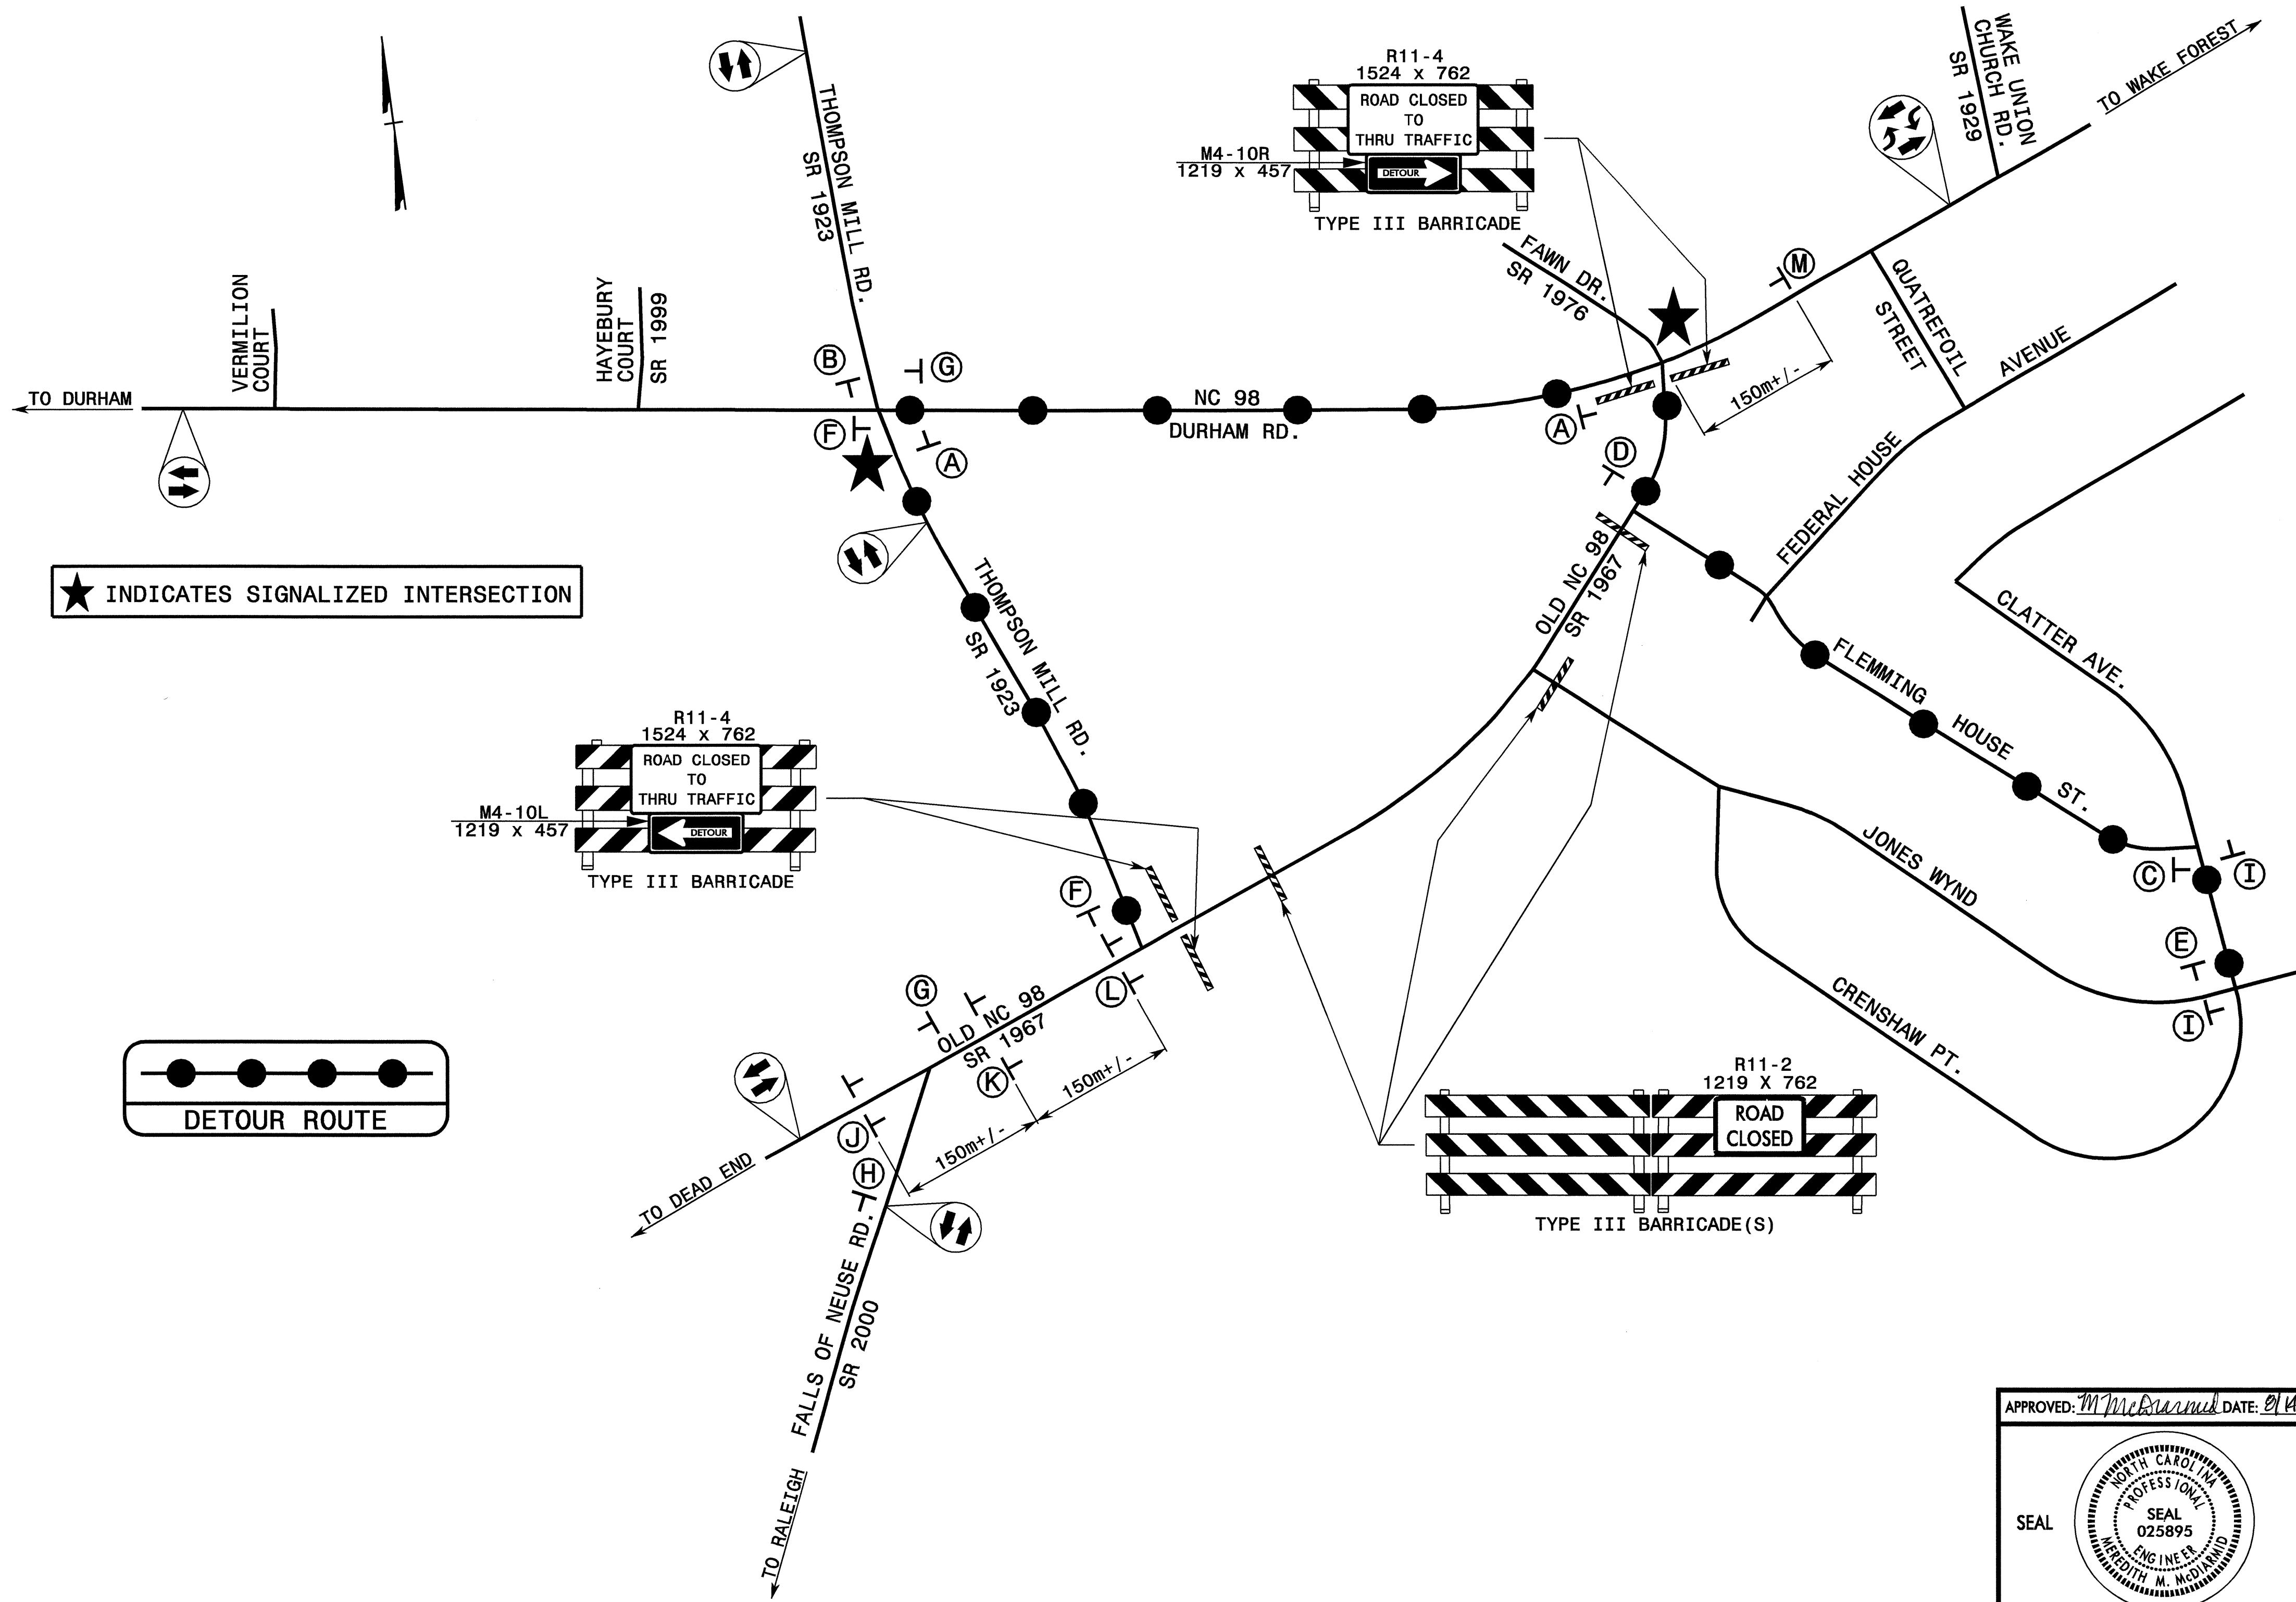 WAKE UNION
CHURCH RD.
SR 1929
TO WAKE FOREST
R11-4
1524 x 762
ROAD CLOSED
TO
THRU TRAFFIC
M4-10R
1219 x 457
DETOUR
TYPE III BARRICADE
THOMPSON MILL RD.
SR 1923
FAWN DR.
SR 1976
M
QUATREFOIL
STREET
AVENUE
150m+/-
VERMILION
COURT
HAYEBURY
COURT
SR 1999
B
G
TO DURHAM
NC 98
DURHAM RD.
F
A
A
D
FEDERAL HOUSE
INDICATES SIGNALIZED INTERSECTION
OLD NC 98
SR 1967
THOMPSON MILL RD.
SR 1923
CLATTER AVE.
FLEMMING HOUSE ST.
R11-4
1524 x 762
ROAD CLOSED
TO
THRU TRAFFIC
M4-10L
1219 x 457
DETOUR
TYPE III BARRICADE
JONES WYND
C
I
F
E
I
G
L
OLD NC 98
SR 1967
K
150m+/-
CRENSHAW PT.
DETOUR ROUTE
J
H
150m+/-
R11-2
1219 X 762
ROAD
CLOSED
TYPE III BARRICADE(S)
TO DEAD END
FALLS OF NEUSE RD.
SR 2000
TO RALEIGH
APPROVED: M McDiarmid DATE:
SEAL
NORTH CAROLINA
PROFESSIONAL
SEAL
025895
ENGINEER
MEREDITH M. McDIARMID